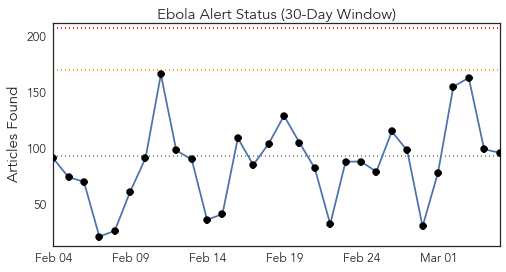 Ebola Alert Status (30-Day Window)
Articles Found
200
150
100
50
Feb 04
Feb 09
Feb 14
Feb 19
Feb 24
Mar 01